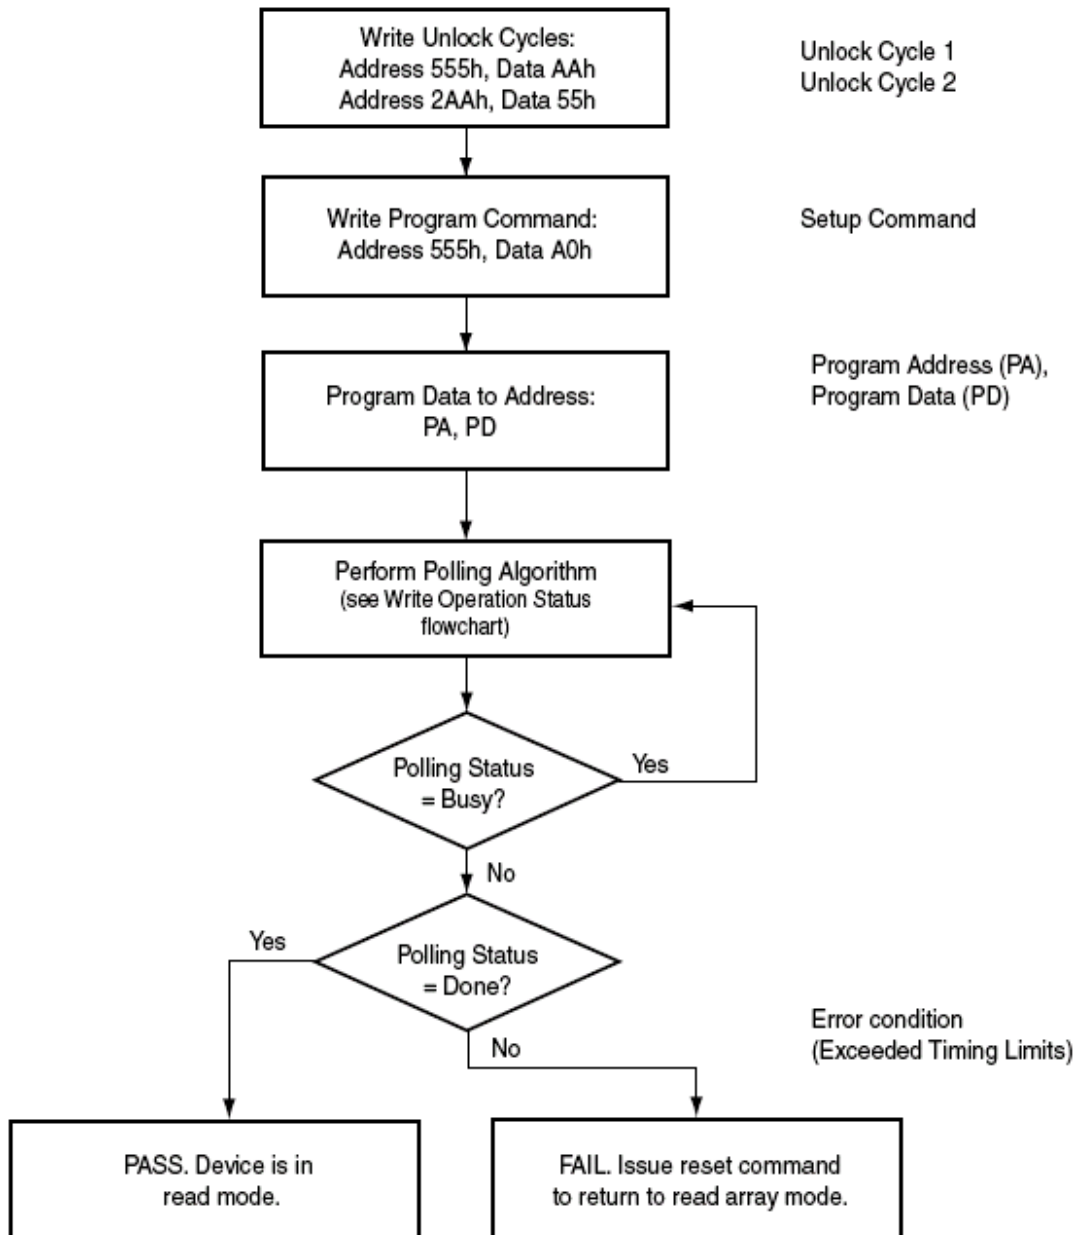 Write Unlock Cycles:
Address 555h, Data AAh
Address 2AAh, Data 55h
Unlock Cycle 1
Unlock Cycle 2
Write Program Command:
Address 555h, Data A0h
Setup Command
Program Data to Address:
PA, PD
Program Address (PA),
Program Data (PD)
Perform Polling Algorithm
(see Write Operation Status
flowchart)
Polling Status
= Busy?
Yes
No
Polling Status
= Done?
Yes
No
Error condition
(Exceeded Timing Limits)
PASS. Device is in
read mode.
FAIL. Issue reset command
to return to read array mode.